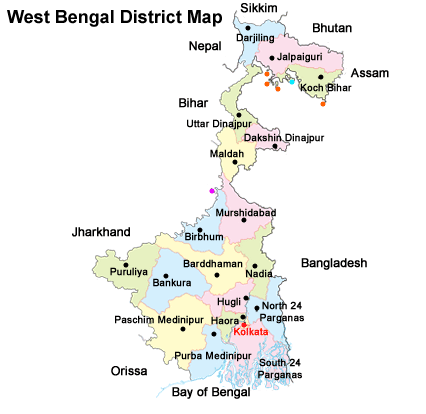 West Bengal District Map
Sikkim
Bhutan
Darjiling
Nepal
Jalpaiguri
Assam
Koch Bihar
Bihar
Uttar Dinajpur
Dakshin Dinajpur
Maldah
Murshidabad
Jharkhand
Birbhum
Barddhaman
Bangladesh
Puruliya
Nadia
Bankura
Hugli
North 24
Parganas
Paschim Medinipur
Haora
Kolkata
Purba Medinipur
South 24
Parganas
Orissa
Bay of Bengal